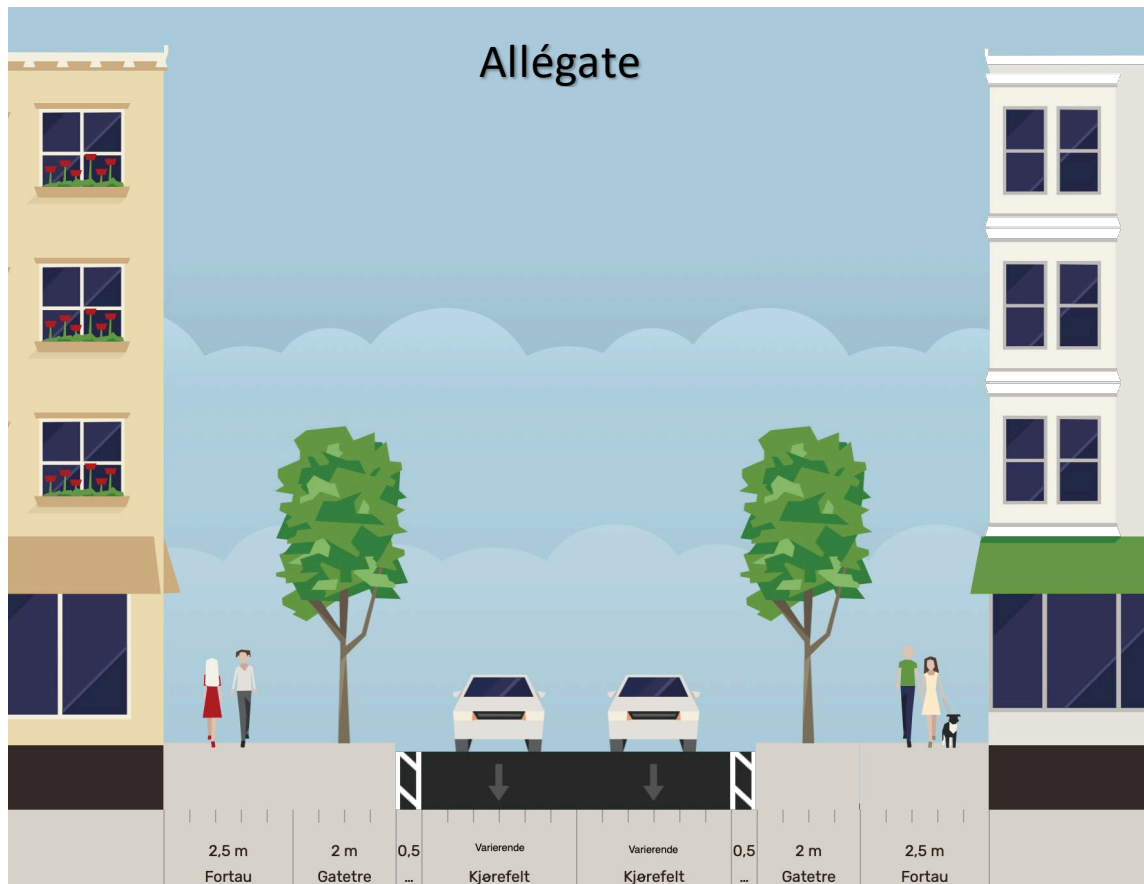 Allégate
2,5 m
Fortau
2 m
Gatetre
0,5
...
Varierende
Kjørefelt
Varierende
Kjørefelt
0,5
...
2 m
Gatetre
2,5 m
Fortau